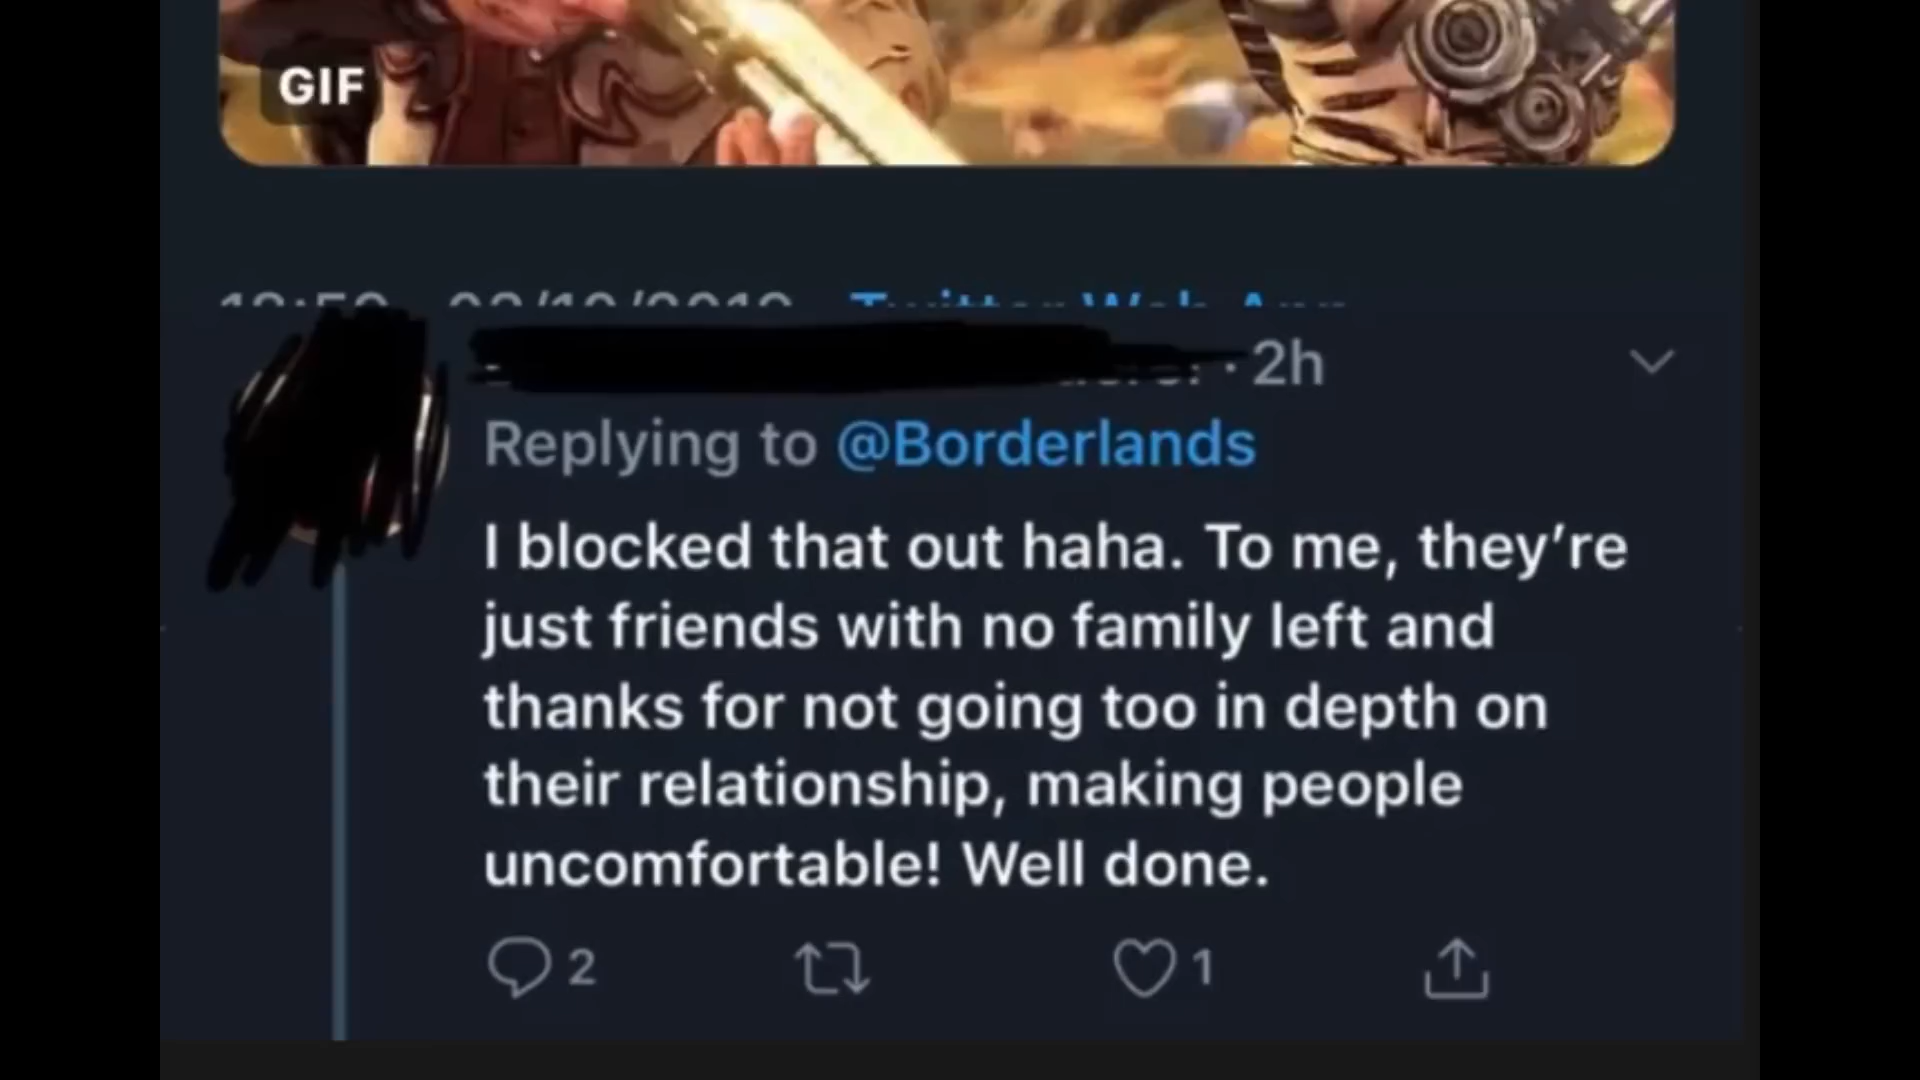 GIF
· 2h
Replying to @Borderlands
I blocked that out haha. To me, they’re
just friends with no family left and
thanks for not going too in depth on
their relationship, making people
uncomfortable! Well done.
2 1